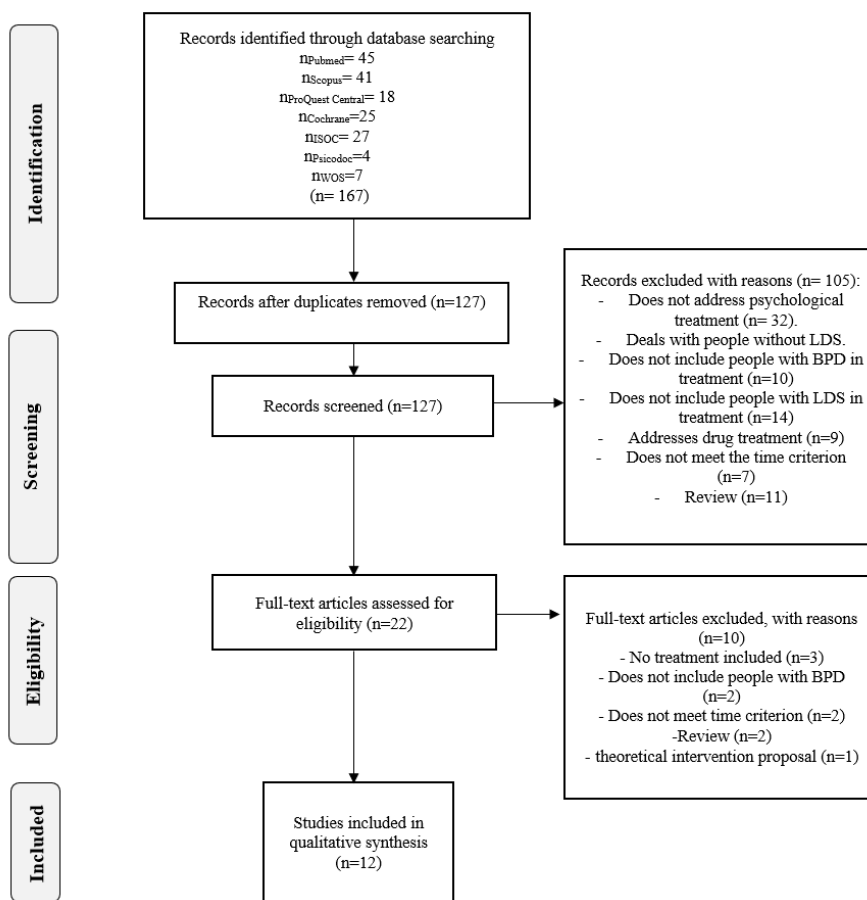 Identification
Records identified through database searching
nPubmed= 45
nScopus= 41
nProQuest Central= 18
nCochrane=25
nISOC= 27
nPsicodoc=4
nWOS=7
(n= 167)
Records after duplicates removed (n=127)
Screening
Records screened (n=127)
Records excluded with reasons (n= 105):
- Does not address psychological
treatment (n= 32).
- Deals with people without LDS.
- Does not include people with BPD in
treatment (n=10)
- Does not include people with LDS in
treatment (n=14)
- Addresses drug treatment (n=9)
- Does not meet the time criterion
(n=7)
- Review (n=11)
Eligibility
Full-text articles assessed for
eligibility (n=22)
Full-text articles excluded, with reasons
(n=10)
- No treatment included (n=3)
- Does not include people with BPD
(n=2)
- Does not meet time criterion (n=2)
-Review (n=2)
- theoretical intervention proposal (n=1)
Included
Studies included in
qualitative synthesis
(n=12)